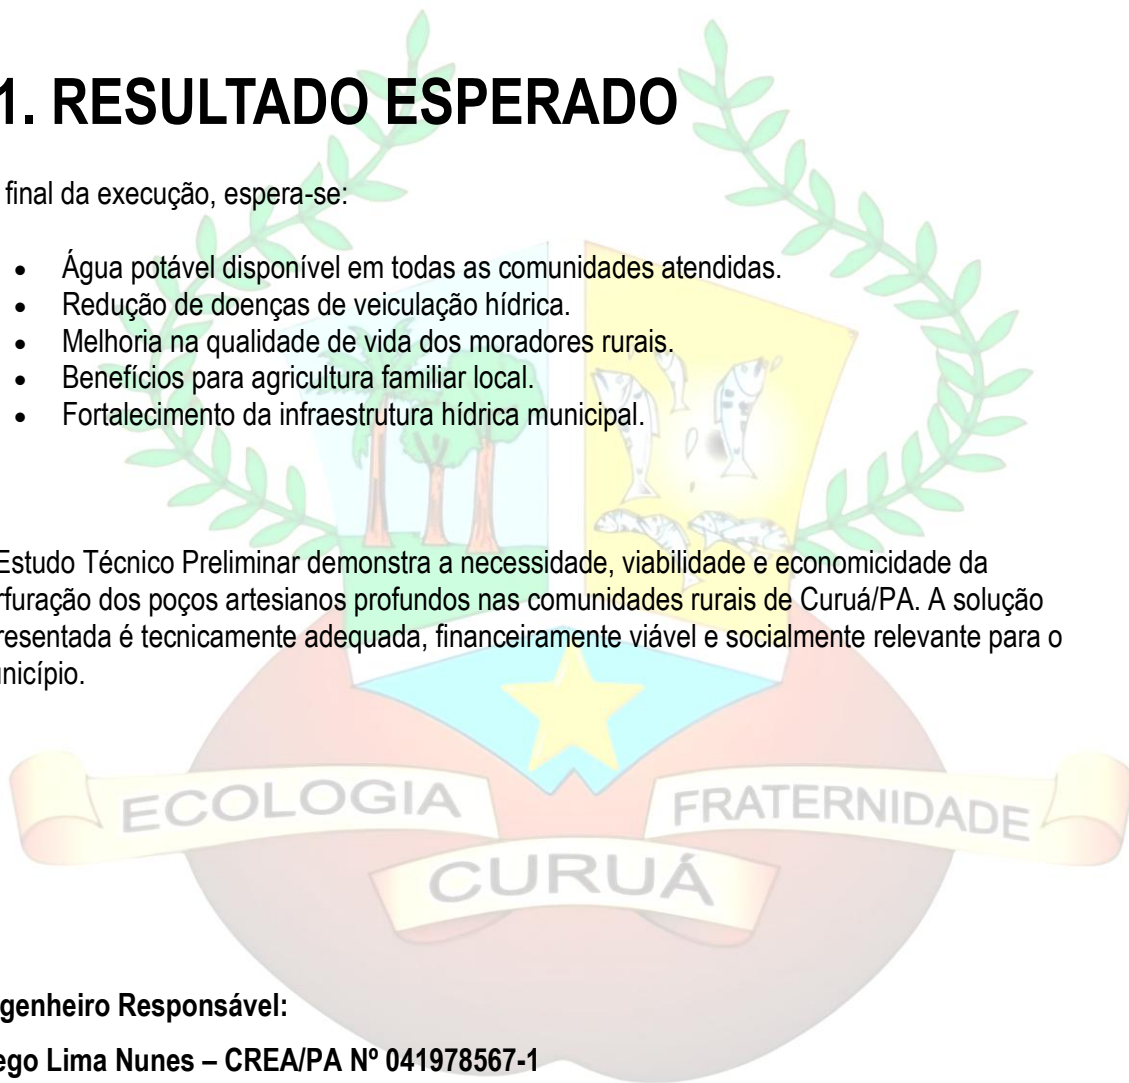 1. RESULTADO ESPERADO
final da execução, espera-se:
• Água potável disponível em todas as comunidades atendidas.
• Redução de doenças de veiculação hídrica.
• Melhoria na qualidade de vida dos moradores rurais.
• Benefícios para agricultura familiar local.
• Fortalecimento da infraestrutura hídrica municipal.
Estudo Técnico Preliminar demonstra a necessidade, viabilidade e economicidade da
rfuração dos poços artesianos profundos nas comunidades rurais de Curuá/PA. A solução
resentada é tecnicamente adequada, financeiramente viável e socialmente relevante para o
unicípio.
ECOLOGIA
FRATERNIDADE
CURUÁ
genheiro Responsável:
ego Lima Nunes – CREA/PA Nº 041978567-1